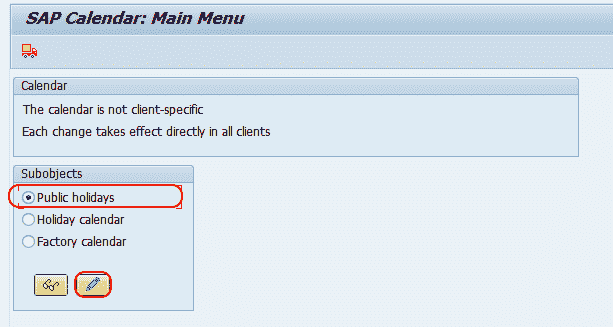 SAP Calendar: Main Menu
Calendar
The calendar is not client-specific
Each change takes effect directly in all clients
Subobjects
Public holidays
Holiday calendar
Factory calendar